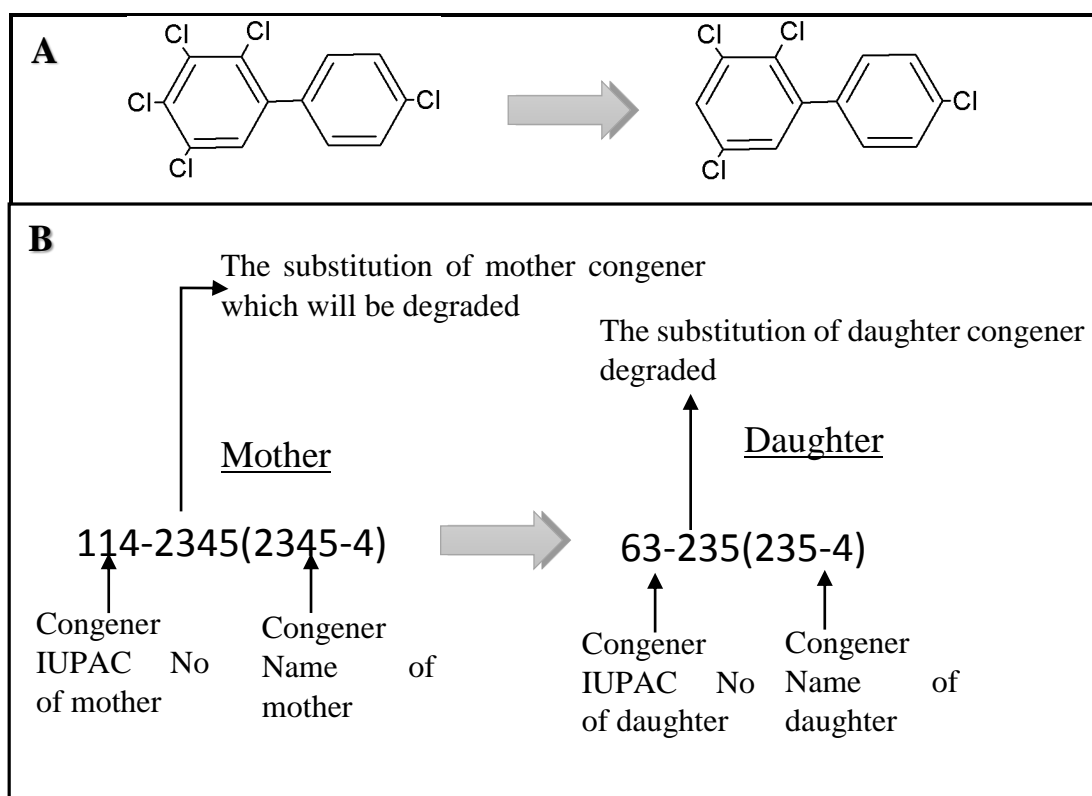 A
Cl
Cl
Cl
Cl
Cl
Cl
Cl
Cl
Cl
B
The substitution of mother congener
which will be degraded
The substitution of daughter congener
degraded
Mother
Daughter
114-2345(2345-4)
63-235(235-4)
Congener
IUPAC No
of mother
Congener
Name of
mother
Congener
IUPAC No
of daughter
Congener
Name of
daughter